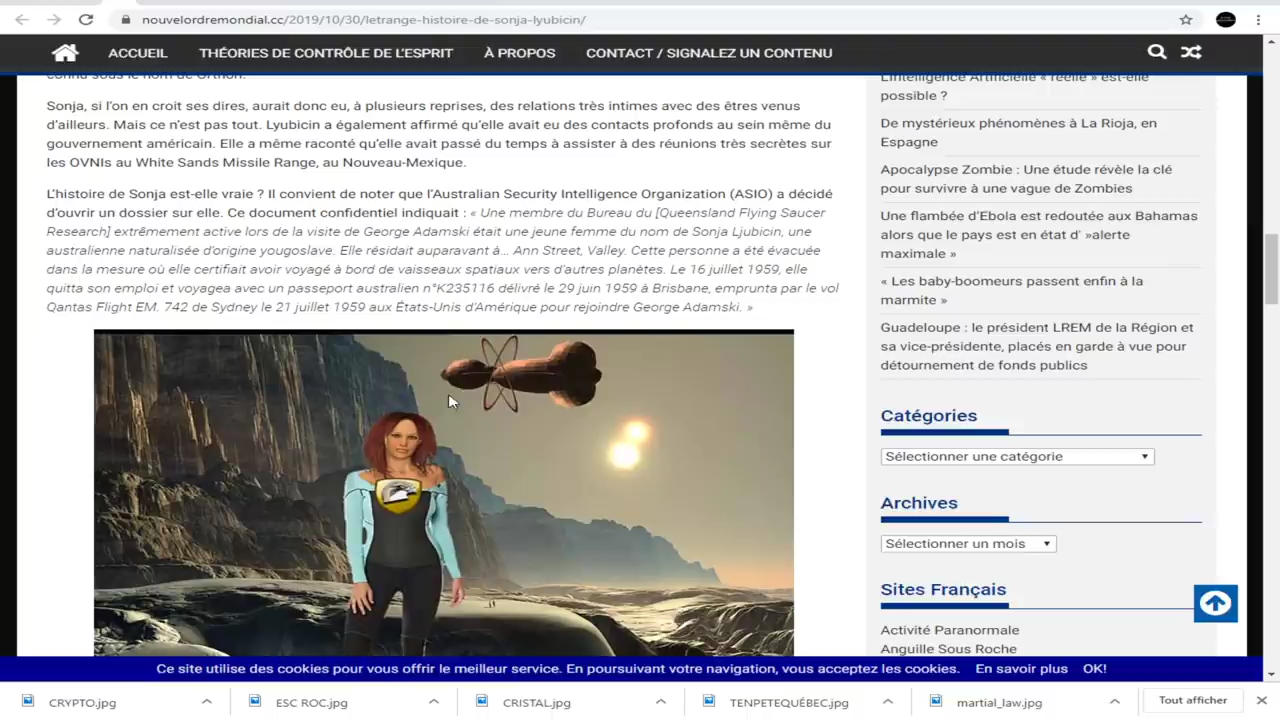 nouvelordremondial.cc/2019/10/30/letrange-histoire-de-sonja-lyubicin/
ACCUEIL THÉORIES DE CONTRÔLE DE L'ESPRIT À PROPOS CONTACT / SIGNALEZ UN CONTENU
connu sous le nom de Orthon.
Sonja, si l'on en croit ses dires, aurait donc eu, à plusieurs reprises, des relations très intimes avec des êtres venus
d'ailleurs. Mais ce n'est pas tout. Lyubicin a également affirmé qu'elle avait eu des contacts profonds au sein même du
gouvernement américain. Elle a même raconté qu'elle avait passé du temps à assister à des réunions très secrètes sur
les OVNIs au White Sands Missile Range, au Nouveau-Mexique.
L'histoire de Sonja est-elle vraie ? Il convient de noter que l'Australian Security Intelligence Organization (ASIO) a décidé
d'ouvrir un dossier sur elle. Ce document confidentiel indiquait : « Une membre du Bureau du [Queensland Flying Saucer
Research] extrêmement active lors de la visite de George Adamski était une jeune femme du nom de Sonja Ljubicin, une
australienne naturalisée d'origine yougoslave. Elle résidait auparavant à... Ann Street, Valley. Cette personne a été évacuée
dans la mesure où elle certifiait avoir voyagé à bord de vaisseaux spatiaux vers d'autres planètes. Le 16 juillet 1959, elle
quitta son emploi et voyagea avec un passeport australien n°K235116 délivré le 29 juin 1959 à Brisbane, emprunta par le vol
Qantas Flight EM. 742 de Sydney le 21 juillet 1959 aux États-Unis d'Amérique pour rejoindre George Adamski. »
L'intelligence Artificielle « réelle » est-elle
possible ?
De mystérieux phénomènes à La Rioja, en
Espagne
Apocalypse Zombie : Une étude révèle la clé
pour survivre à une vague de Zombies
Une flambée d'Ebola est redoutée aux Bahamas
alors que le pays est en état d' »alerte
maximale »
« Les baby-boomeurs passent enfin à la
marmite »
Guadeloupe : le président LREM de la Région et
sa vice-présidente, placés en garde à vue pour
détournement de fonds publics
Catégories
Sélectionner une catégorie
Archives
Sélectionner un mois
Sites Français
Activité Paranormale
Anguille Sous Roche
Ce site utilise des cookies pour vous offrir le meilleur service. En poursuivant votre navigation, vous acceptez les cookies. En savoir plus OK!
CRYPTO.jpg ESC ROC.jpg CRISTAL.jpg TENPETEQUÉBEC.jpg martial_law.jpg Tout afficher